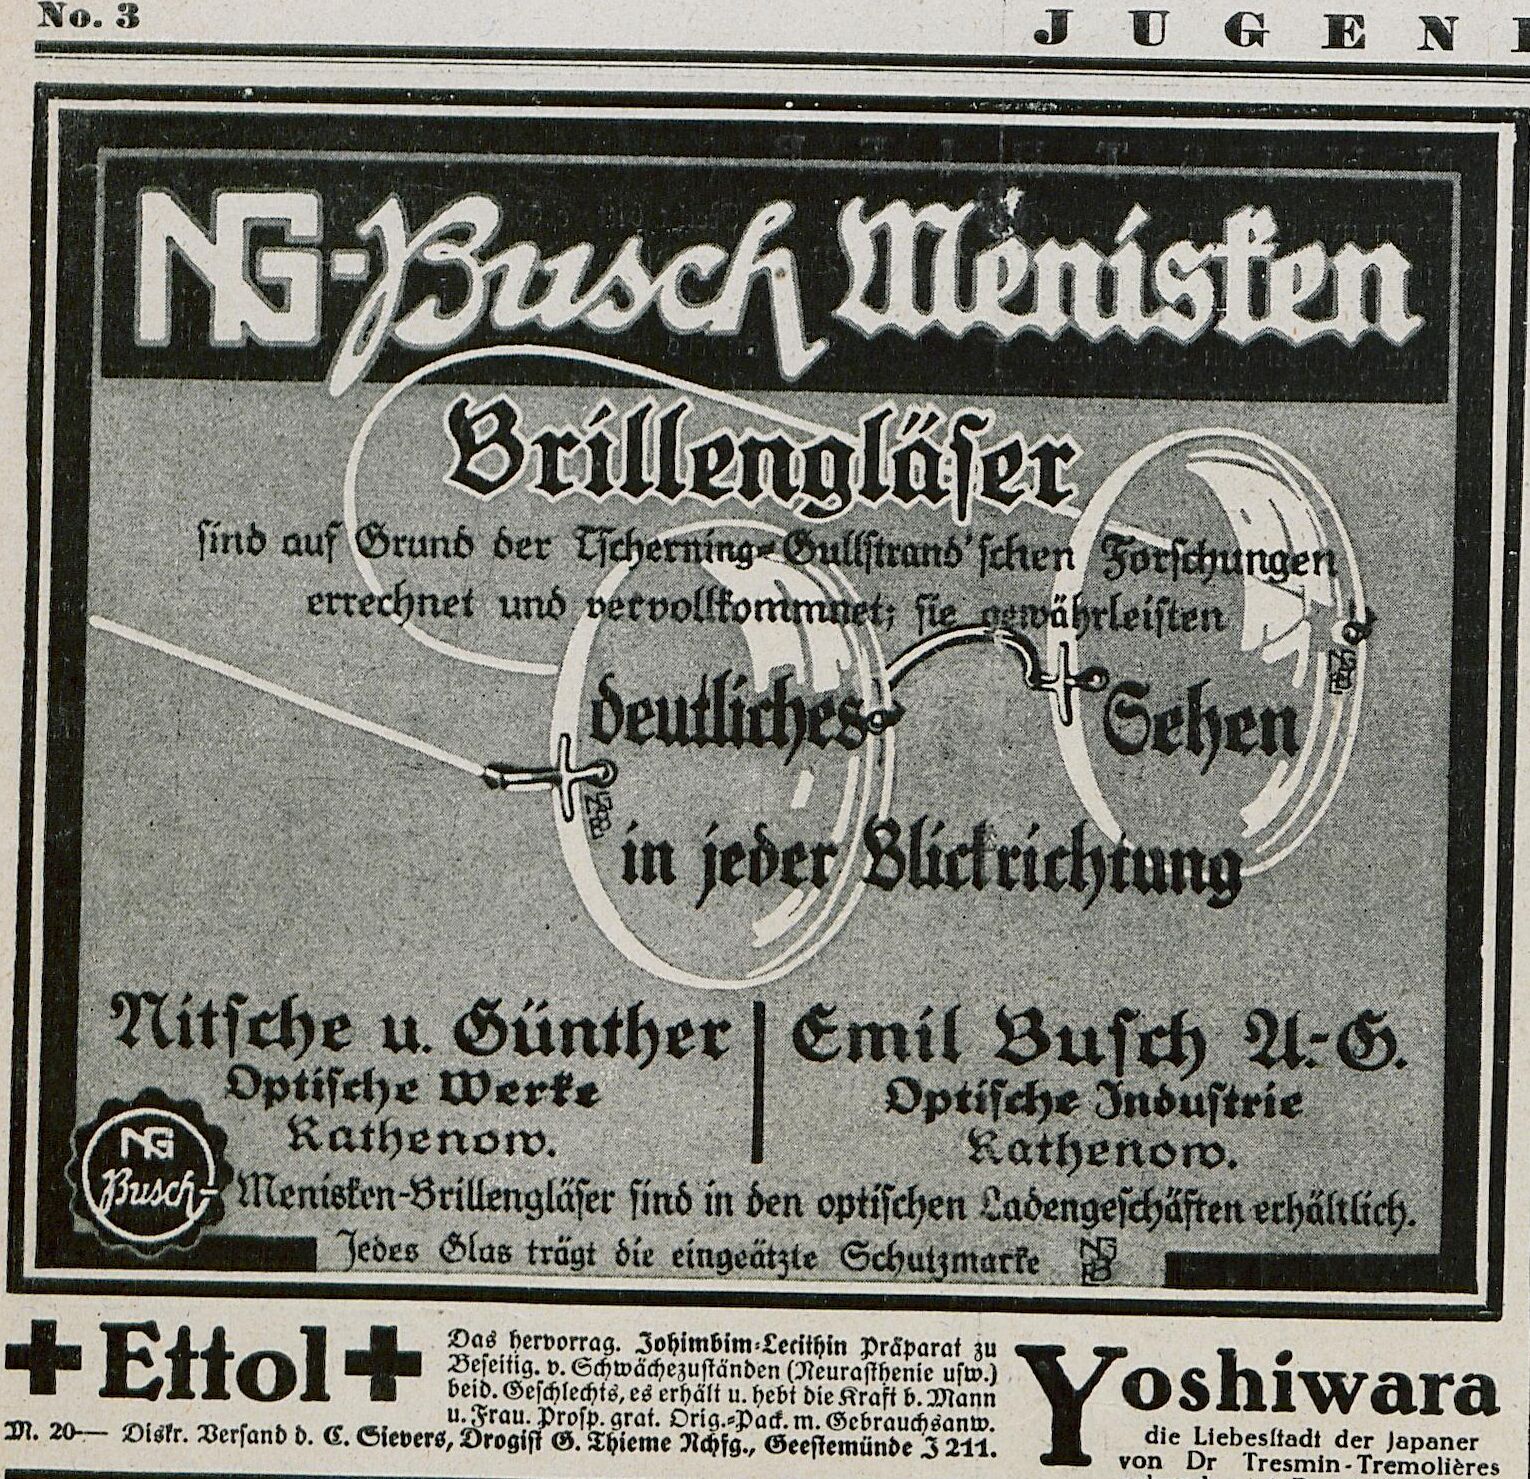 No. 3
JUGEN
NG-Busch Menisken
Brillengläser
sind auf Grund der Tscherning-Gullstrand'schen Forschungen
errechnet und vervollkommnet; sie gewährleisten
deutliches Sehen
in jeder Blickrichtung
Nitsche u. Günther
Optische Werke
Rathenow.
Emil Busch A.-G.
Optische Industrie
Rathenow.
NG
Busch-
Menisken-Brillengläser sind in den optischen Ladengeschäften erhältlich.
Jedes Glas trägt die eingeätzte Schutzmarke NG EB
Ettol
Das hervorrag. Johimbim-Lecithin Präparat zu
Beseitig. v. Schwächezuständen (Neurasthenie usw.)
beid. Geschlechts, es erhält u. hebt die Kraft b. Mann
u. Frau. Prosp. grat. Orig.-Pack. m. Gebrauchsanw.
M. 20— Diskr. Versand d. C. Sievers, Drogist G. Thieme Nchfg., Geestemünde J 211.
Yoshiwara
die Liebesstadt der Japaner
von Dr Tresmin-Tremolières